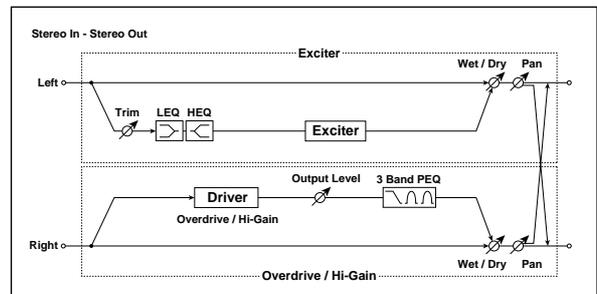 Stereo In - Stereo Out
Exciter
Wet / Dry Pan
Left
Trim LEQ HEQ
Exciter
Output Level 3 Band PEQ
Driver
Overdrive / Hi-Gain
Right
Wet / Dry Pan
Overdrive / Hi-Gain